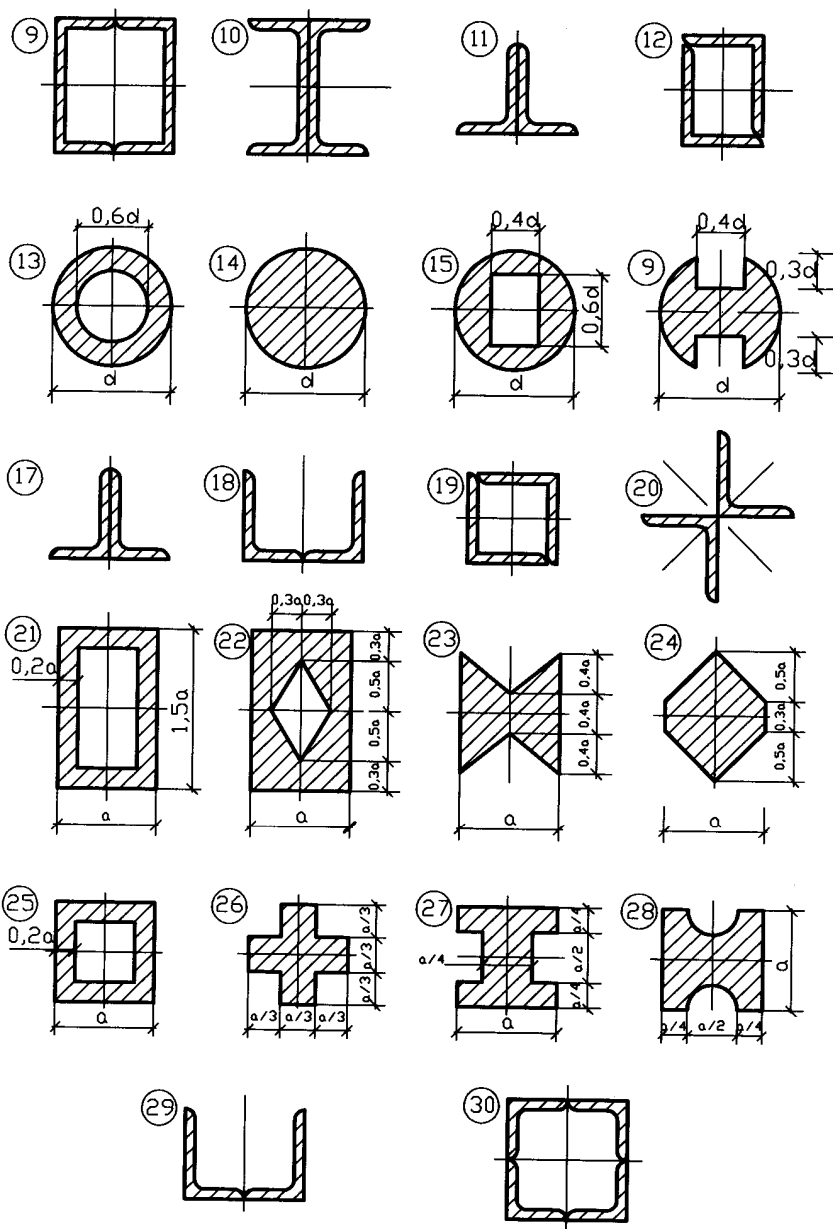 9 10 11 12
0,6d 0,4d 0,4d
13 14 15 9
0,6d 0,3d 0,3d
d d d d
17 18 19 20
0,3a 0,3a
21 22 23 24
0,2a 1,5a
0,3a 0,5a 0,5a 0,3a
0,4a 0,4a 0,4a
0,5a 0,3a 0,5a
a a a a
25 26 27 28
0,2a
a/3 a/3 a/3
a/4 a/4 a/2 a/4
a
a a/3 a/3 a/3 a a/4 a/2 a/4
29 30